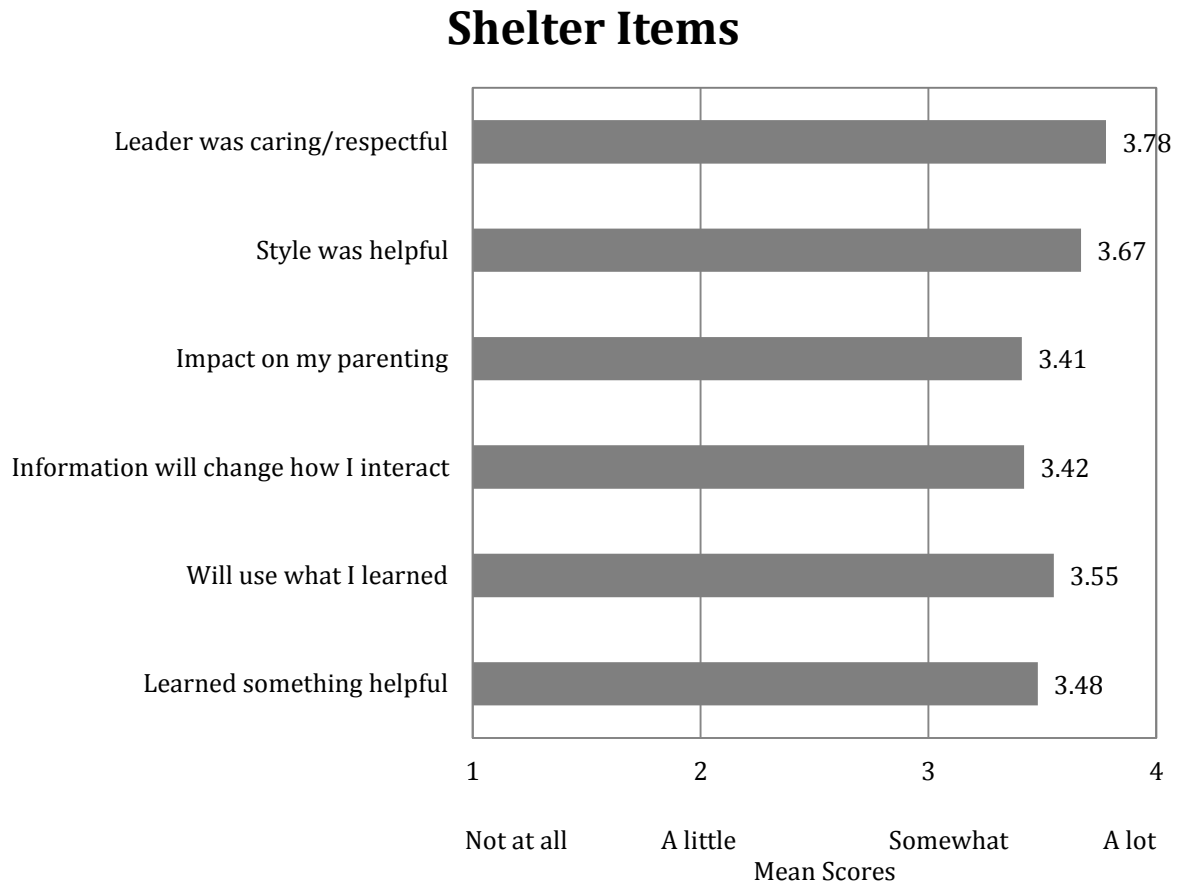 Shelter Items
Leader was caring/respectful
3.78
Style was helpful
3.67
Impact on my parenting
3.41
Information will change how I interact
3.42
Will use what I learned
3.55
Learned something helpful
3.48
1 2 3 4
Not at all A little Somewhat A lot
Mean Scores